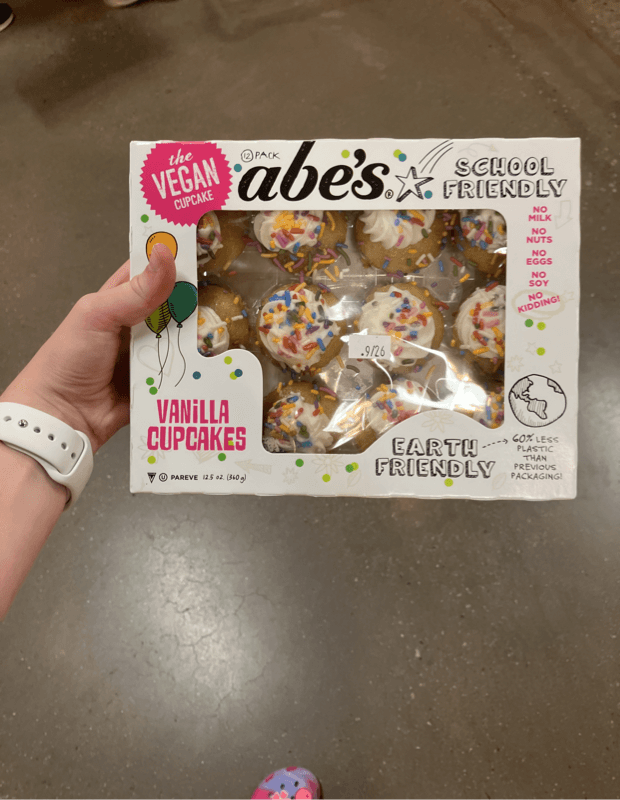 the
VEGAN
CUPCAKE
12 PACK
abe's®
SCHOOL
FRIENDLY
NO
MILK
NO
NUTS
NO
EGGS
NO
SOY
NO
KIDDING!
.9/26
VANILLA
CUPCAKES
EARTH
FRIENDLY
60% LESS
PLASTIC
THAN
PREVIOUS
PACKAGING!
V U PAREVE 12.5 oz. (360g)